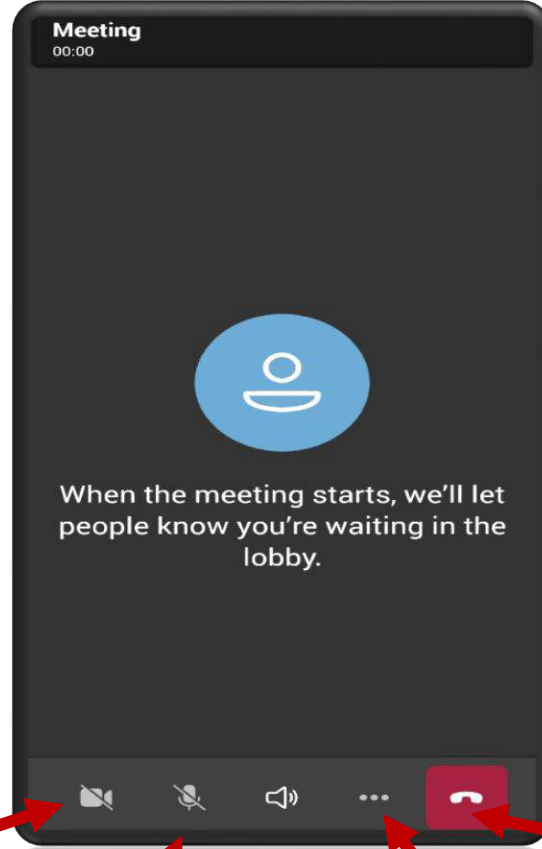 Meeting
00:00
When the meeting starts, we'll let
people know you're waiting in the
lobby.